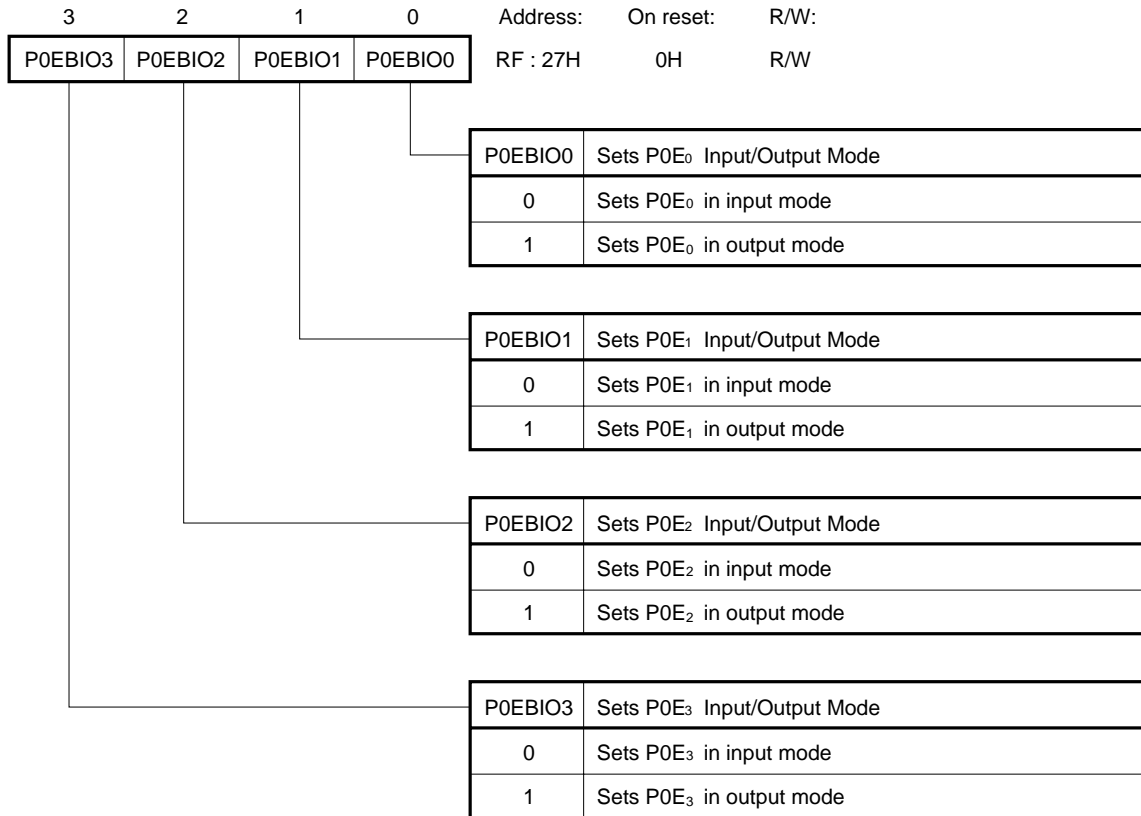 3 2 1 0 Address: On reset: R/W:
P0EBIO3 P0EBIO2 P0EBIO1 P0EBIO0 RF : 27H 0H R/W
P0EBIO0 Sets P0E₀ Input/Output Mode
0 Sets P0E₀ in input mode
1 Sets P0E₀ in output mode
P0EBIO1 Sets P0E₁ Input/Output Mode
0 Sets P0E₁ in input mode
1 Sets P0E₁ in output mode
P0EBIO2 Sets P0E₂ Input/Output Mode
0 Sets P0E₂ in input mode
1 Sets P0E₂ in output mode
P0EBIO3 Sets P0E₃ Input/Output Mode
0 Sets P0E₃ in input mode
1 Sets P0E₃ in output mode